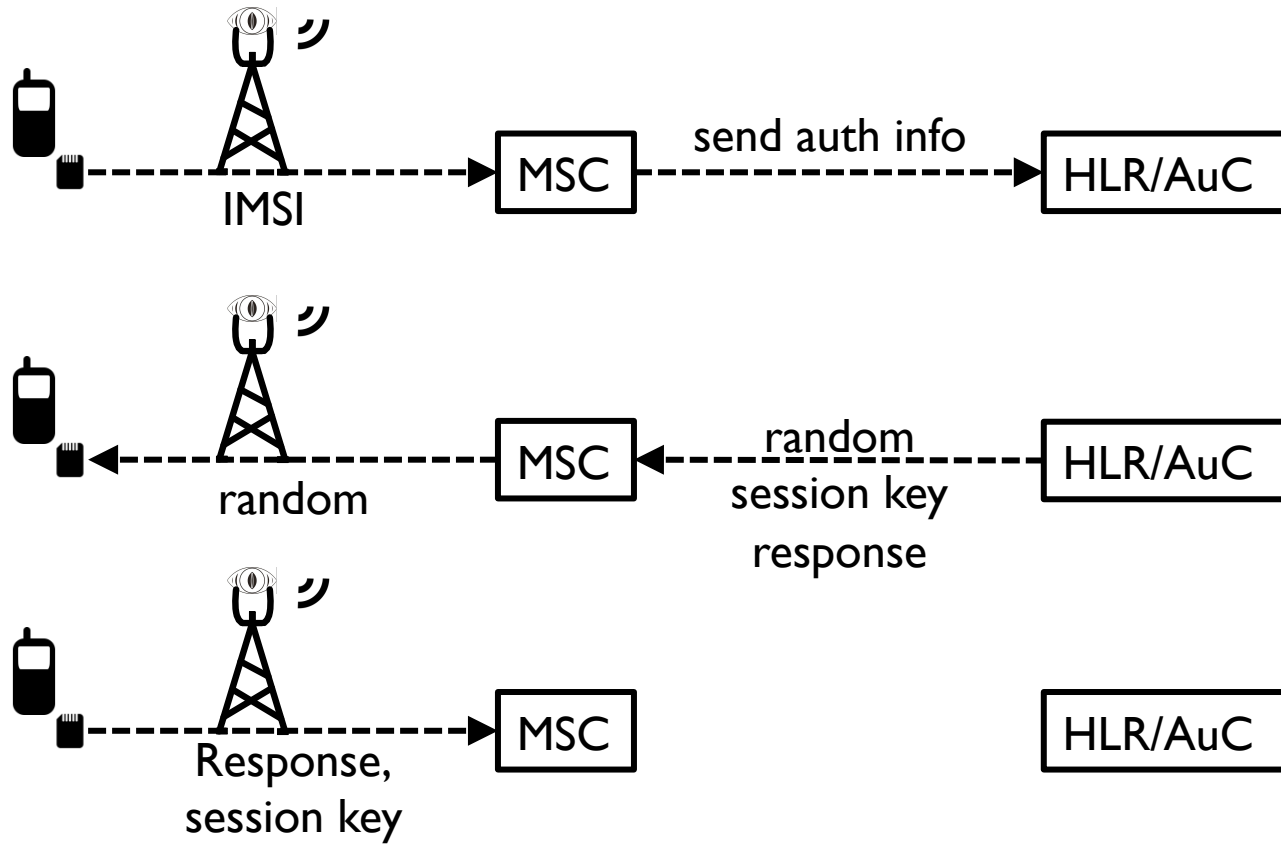 send auth info
MSC
HLR/AuC
IMSI
random
MSC
HLR/AuC
random
session key
response
MSC
HLR/AuC
Response,
session key